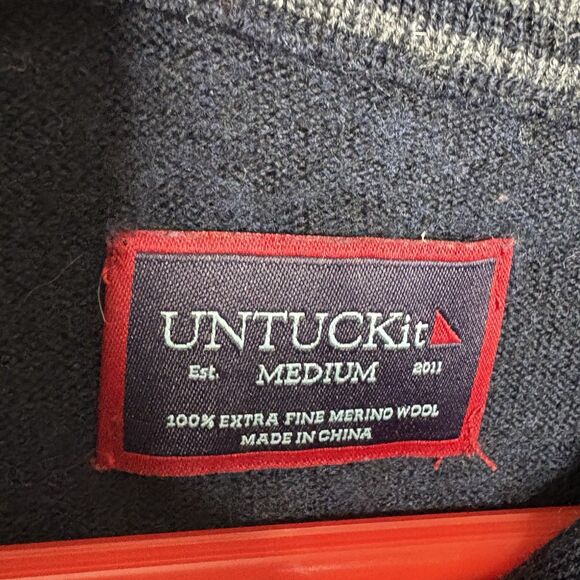 UNTUCKit
Est. MEDIUM 2011
100% EXTRA FINE MERINO WOOL
MADE IN CHINA